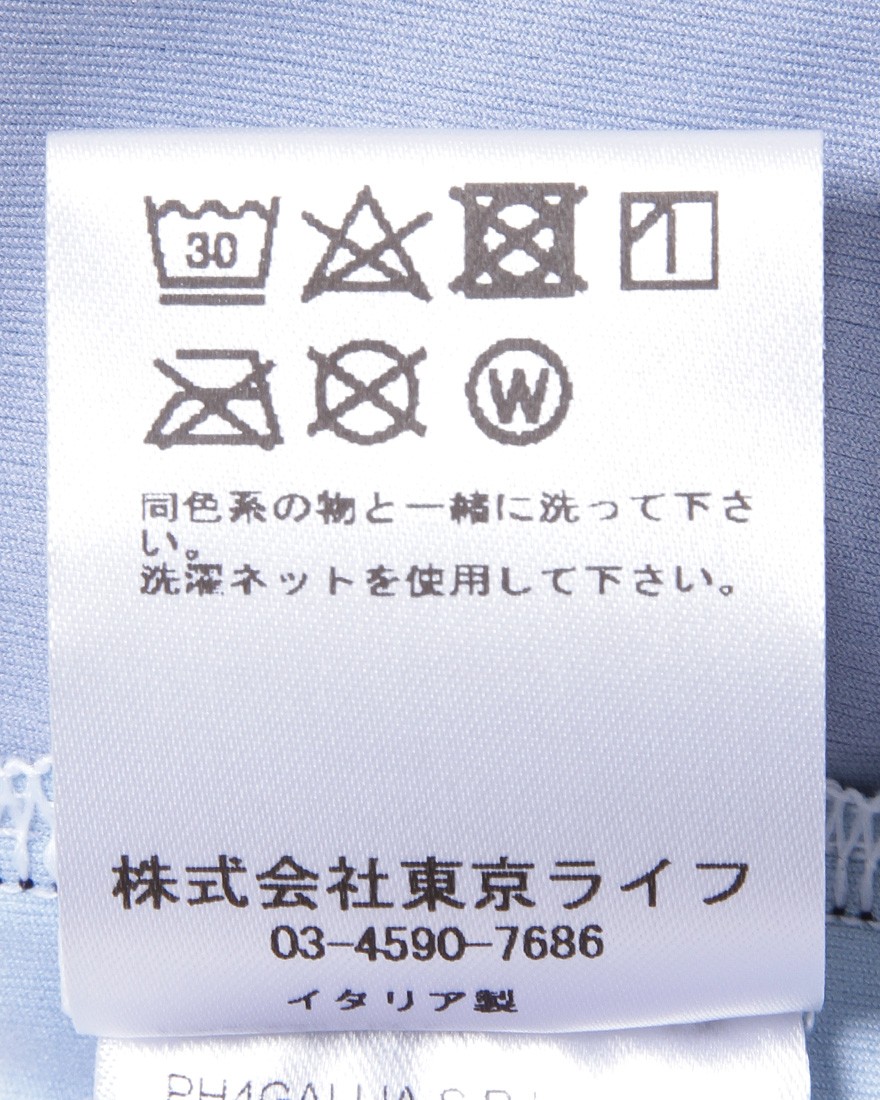 30
W
同色系の物と一緒に洗って下さ
い。
洗濯ネットを使用して下さい。
株式会社東京ライフ
03-4590-7686
イタリア製